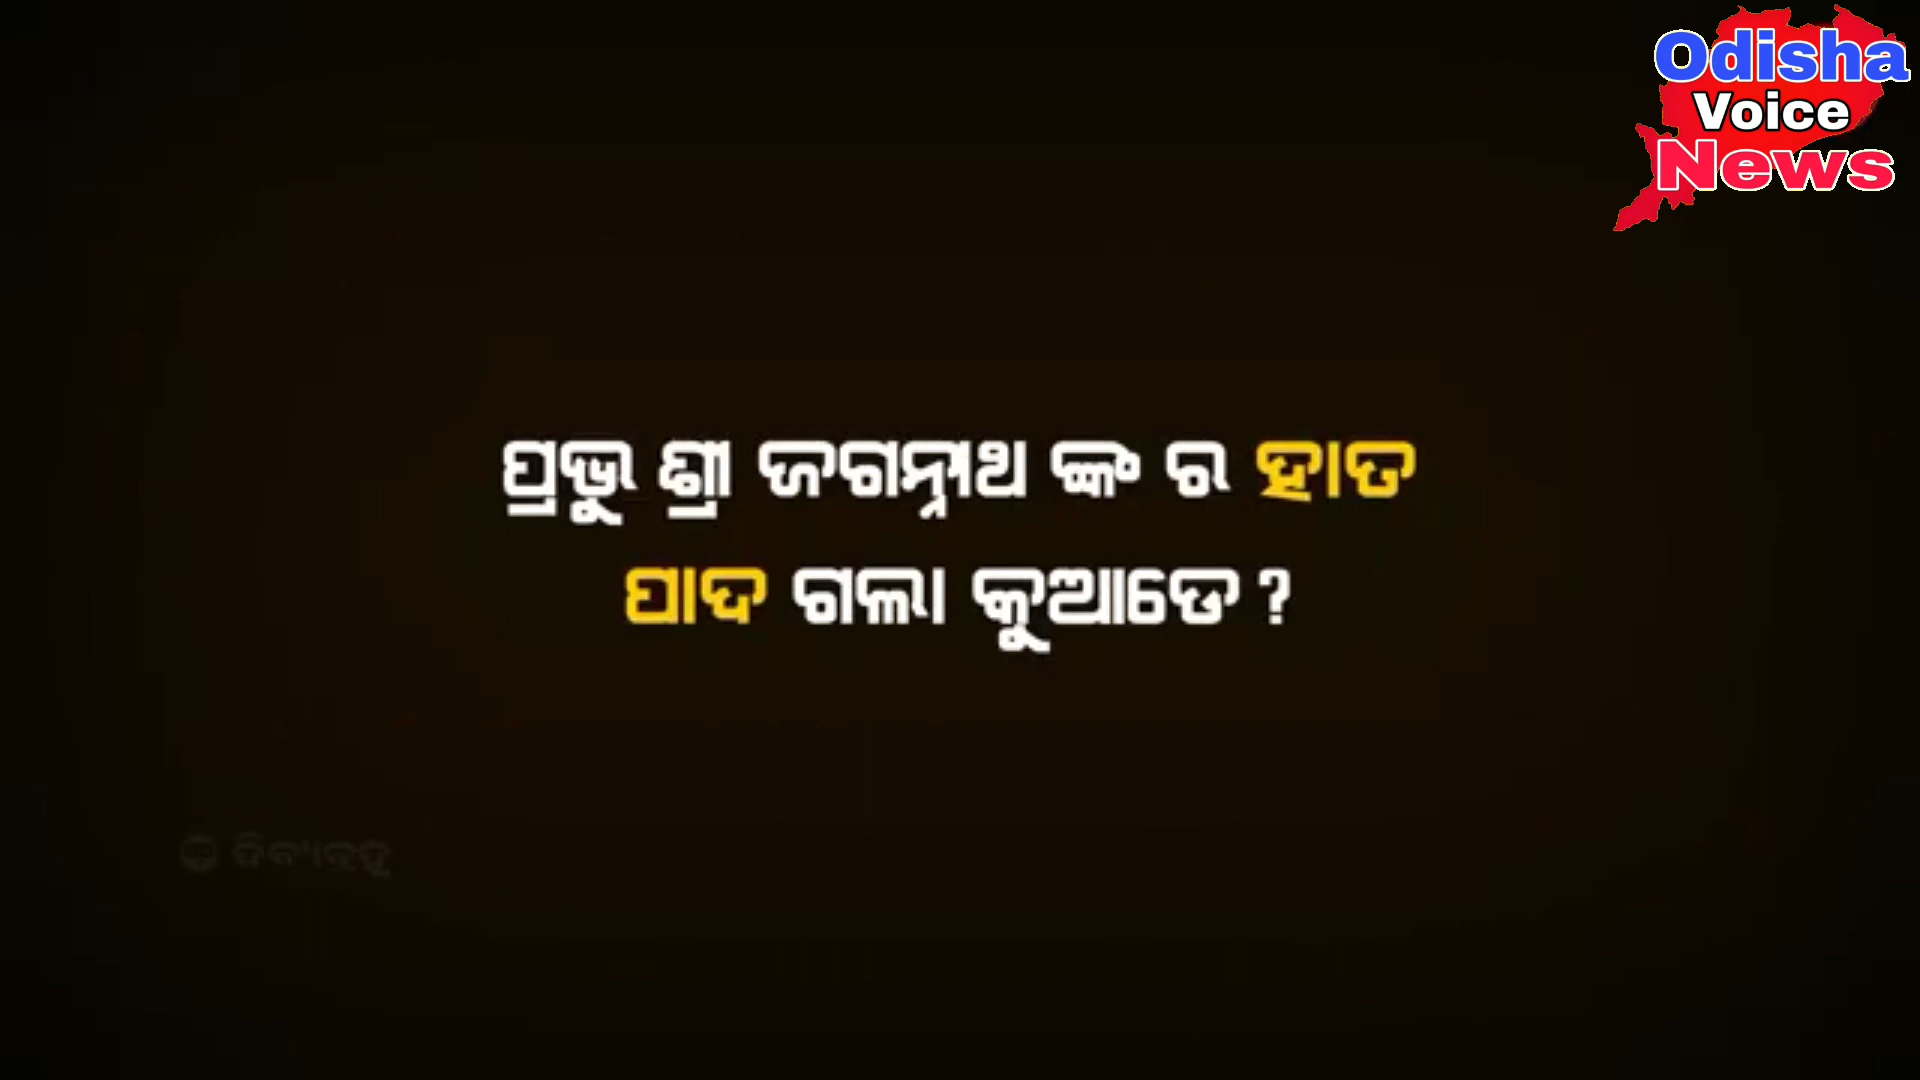 Odisha
Voice
News
ପ୍ରଭୁ ଶ୍ରୀ ଜଗନ୍ନାଥ ଙ୍କ ର ହାତ
ପାଦ ଗଲା କୁଆଡେ ?